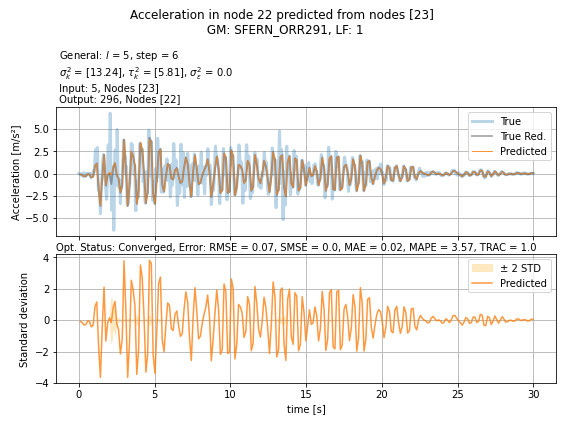 Acceleration in node 22 predicted from nodes [23]
GM: SFERN_ORR291, LF: 1
General: l = 5, step = 6
σ²ₖ = [13.24], τ²ₖ = [5.81], σ²ε = 0.0
Input: 5, Nodes [23]
Output: 296, Nodes [22]
Acceleration [m/s²]
5.0
2.5
0.0
−2.5
−5.0
True
True Red.
Predicted
Opt. Status: Converged, Error: RMSE = 0.07, SMSE = 0.0, MAE = 0.02, MAPE = 3.57, TRAC = 1.0
Standard deviation
4
2
0
−2
−4
± 2 STD
Predicted
0 5 10 15 20 25 30
time [s]